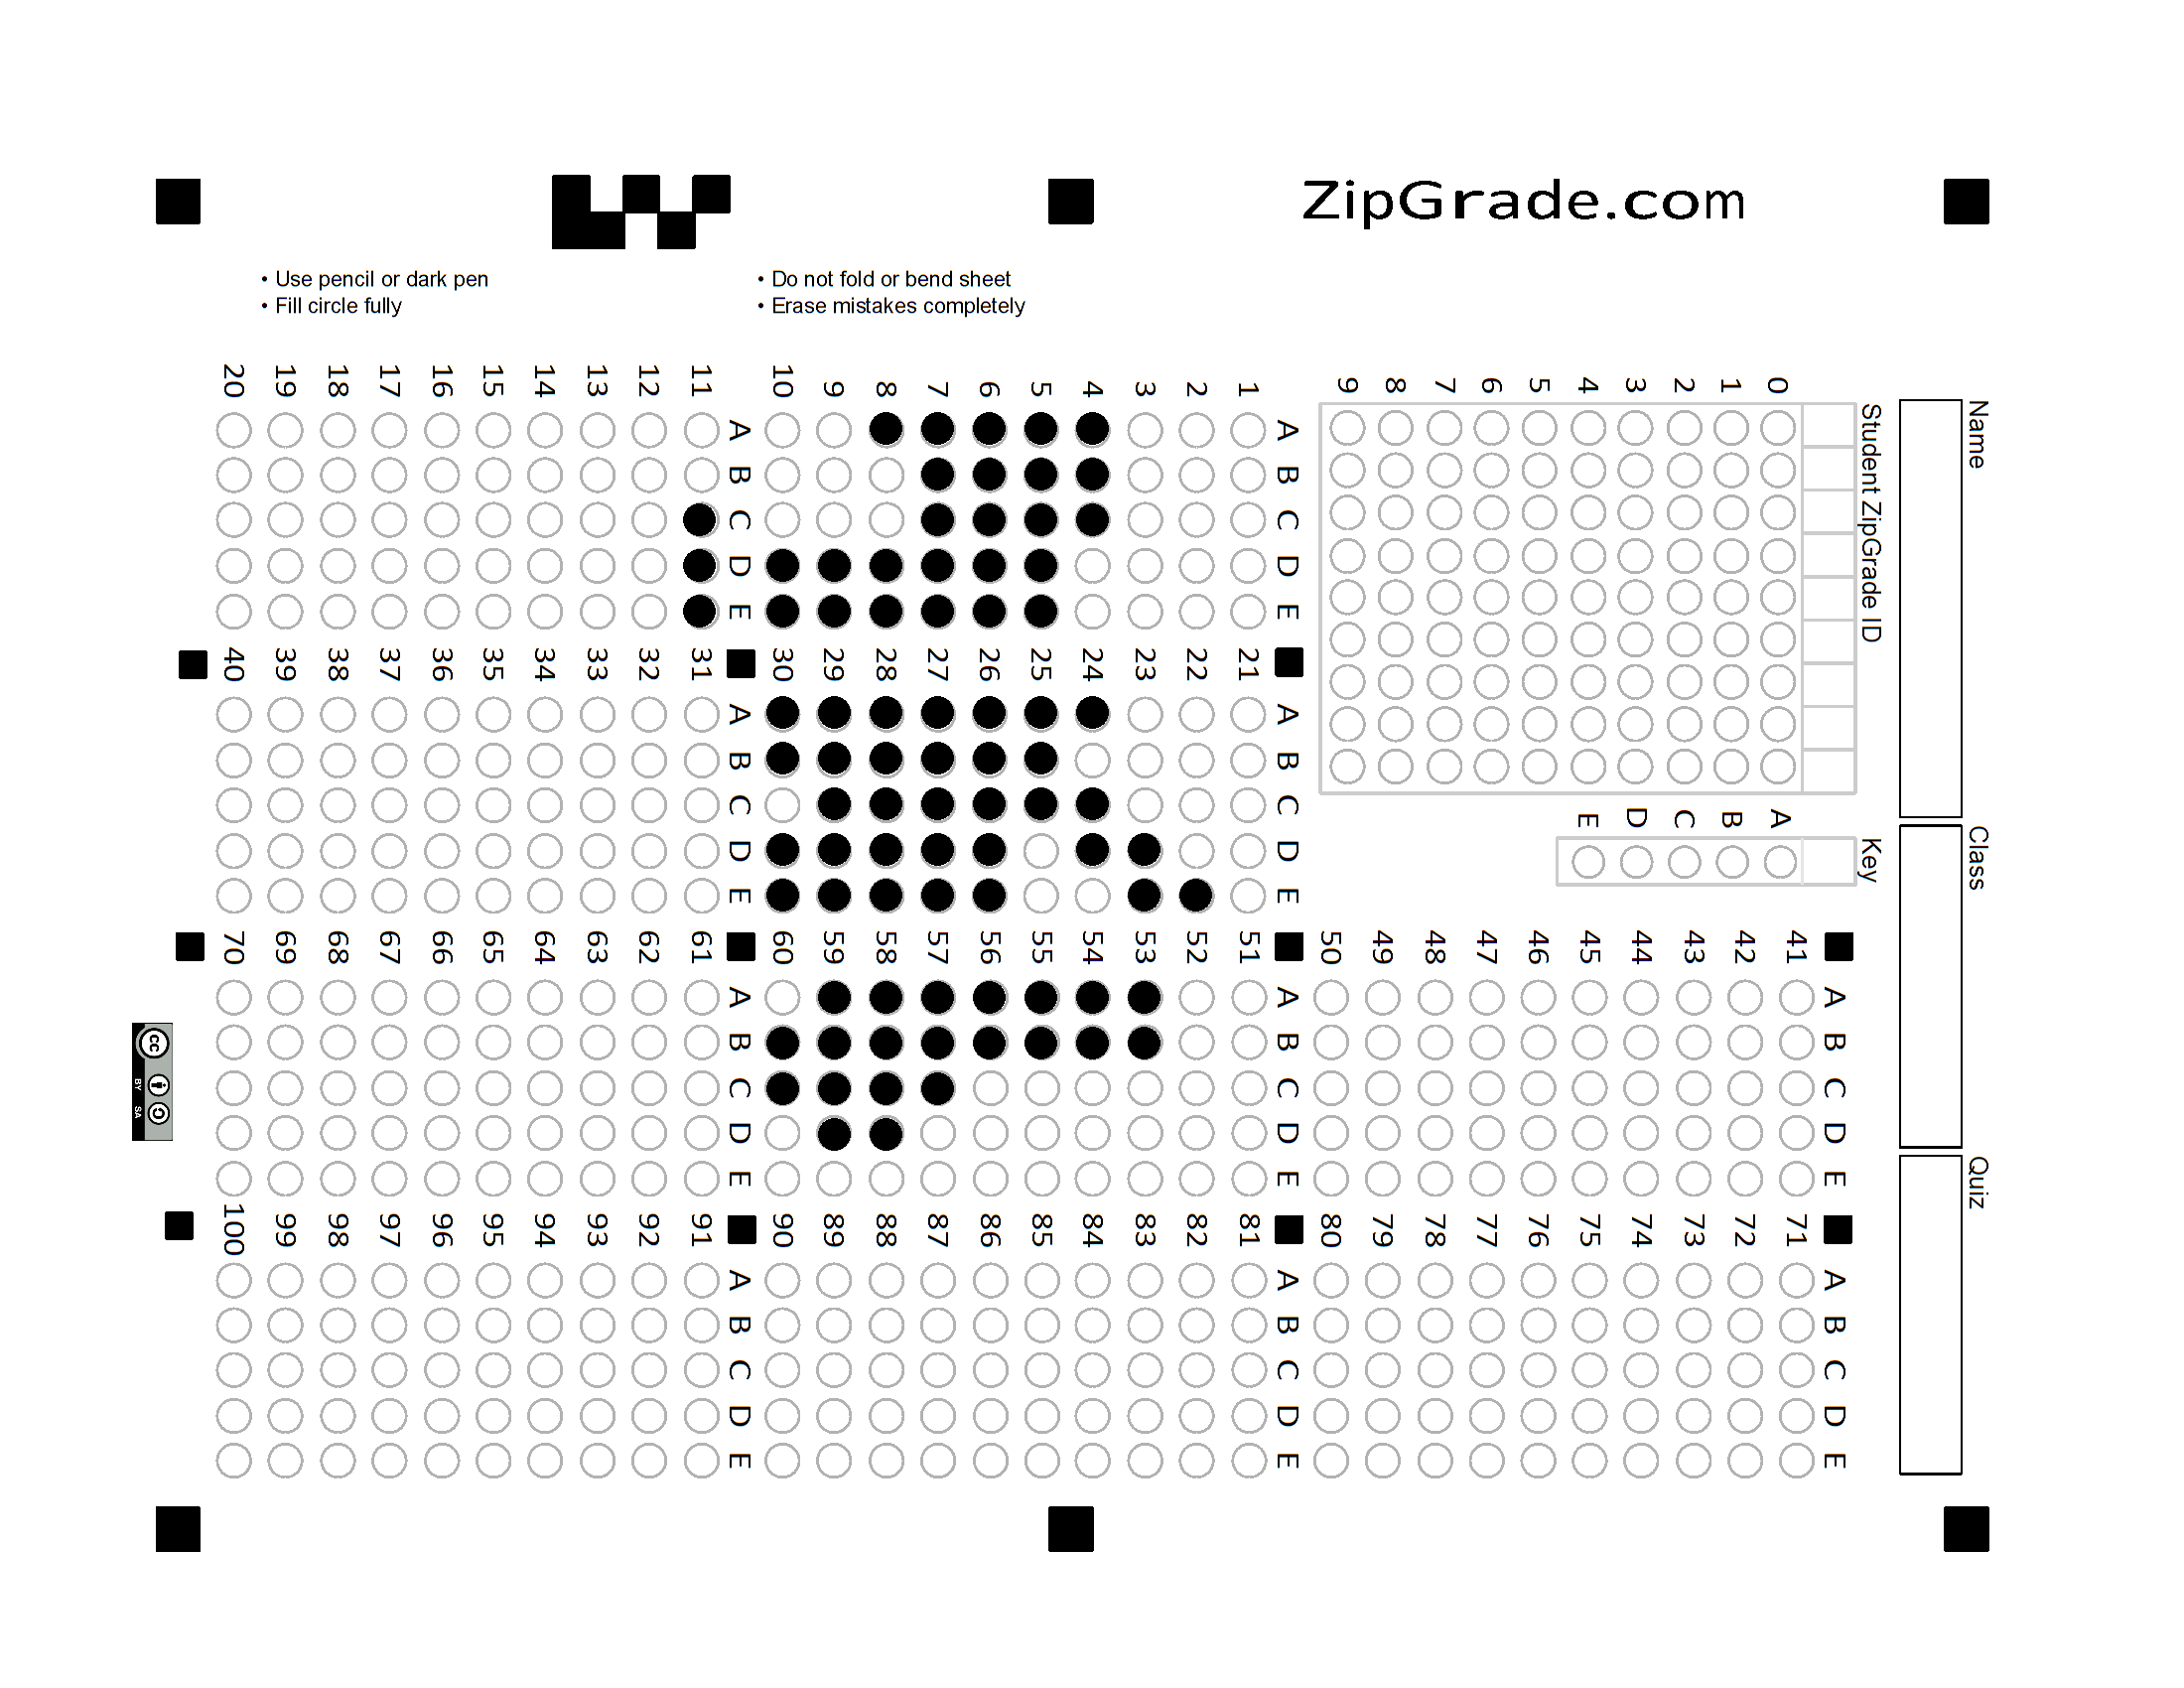 ZipGrade.com
• Use pencil or dark pen
• Fill circle fully
• Do not fold or bend sheet
• Erase mistakes completely
Name
Class
Quiz
Student ZipGrade ID
0 1 2 3 4 5 6 7 8 9
Key
A B C D E
1 2 3 4 5 6 7 8 9 10
A B C D E
11 12 13 14 15 16 17 18 19 20
A B C D E
21 22 23 24 25 26 27 28 29 30
A B C D E
31 32 33 34 35 36 37 38 39 40
A B C D E
41 42 43 44 45 46 47 48 49 50
A B C D E
51 52 53 54 55 56 57 58 59 60
A B C D E
61 62 63 64 65 66 67 68 69 70
A B C D E
71 72 73 74 75 76 77 78 79 80
A B C D E
81 82 83 84 85 86 87 88 89 90
A B C D E
91 92 93 94 95 96 97 98 99 100
A B C D E
cc
BY SA